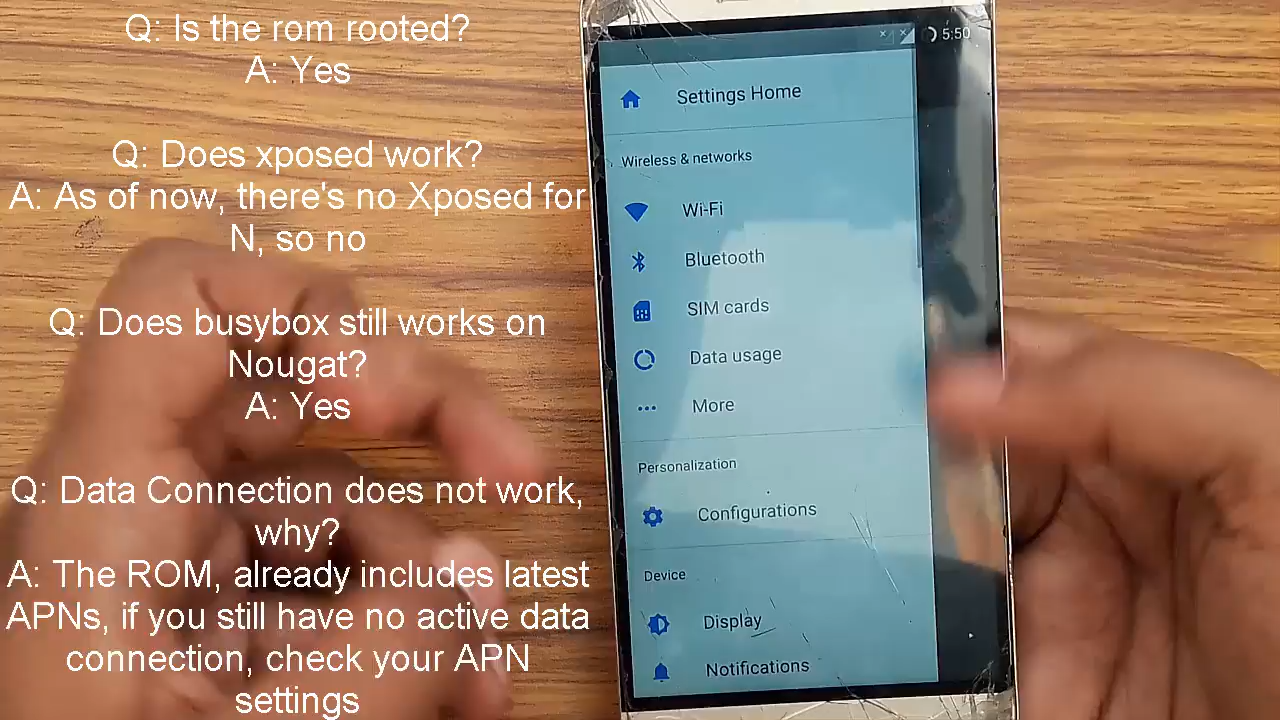 Q: Is the rom rooted?
A: Yes
Q: Does xposed work?
A: As of now, there's no Xposed for
N, so no
Q: Does busybox still works on
Nougat?
A: Yes
Q: Data Connection does not work,
why?
A: The ROM, already includes latest
APNs, if you still have no active data
connection, check your APN
settings
5:50
Settings Home
Wireless & networks
Wi-Fi
Bluetooth
SIM cards
Data usage
More
Personalization
Configurations
Device
Display
Notifications